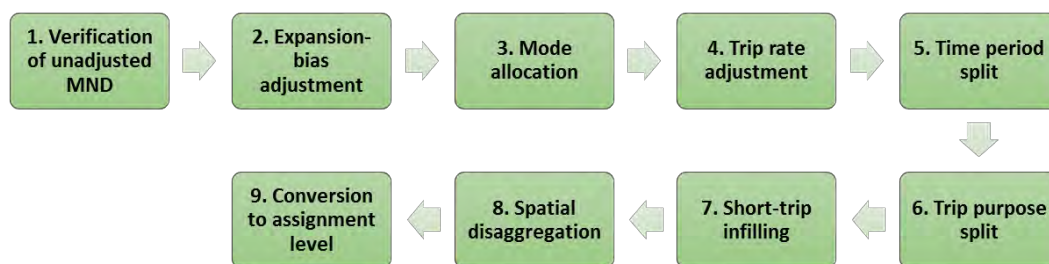 1. Verification
of unadjusted
MND
2. Expansion-
bias
adjustment
3. Mode
allocation
4. Trip rate
adjustment
5. Time period
split
6. Trip purpose
split
7. Short-trip
infilling
8. Spatial
disaggregation
9. Conversion
to assignment
level